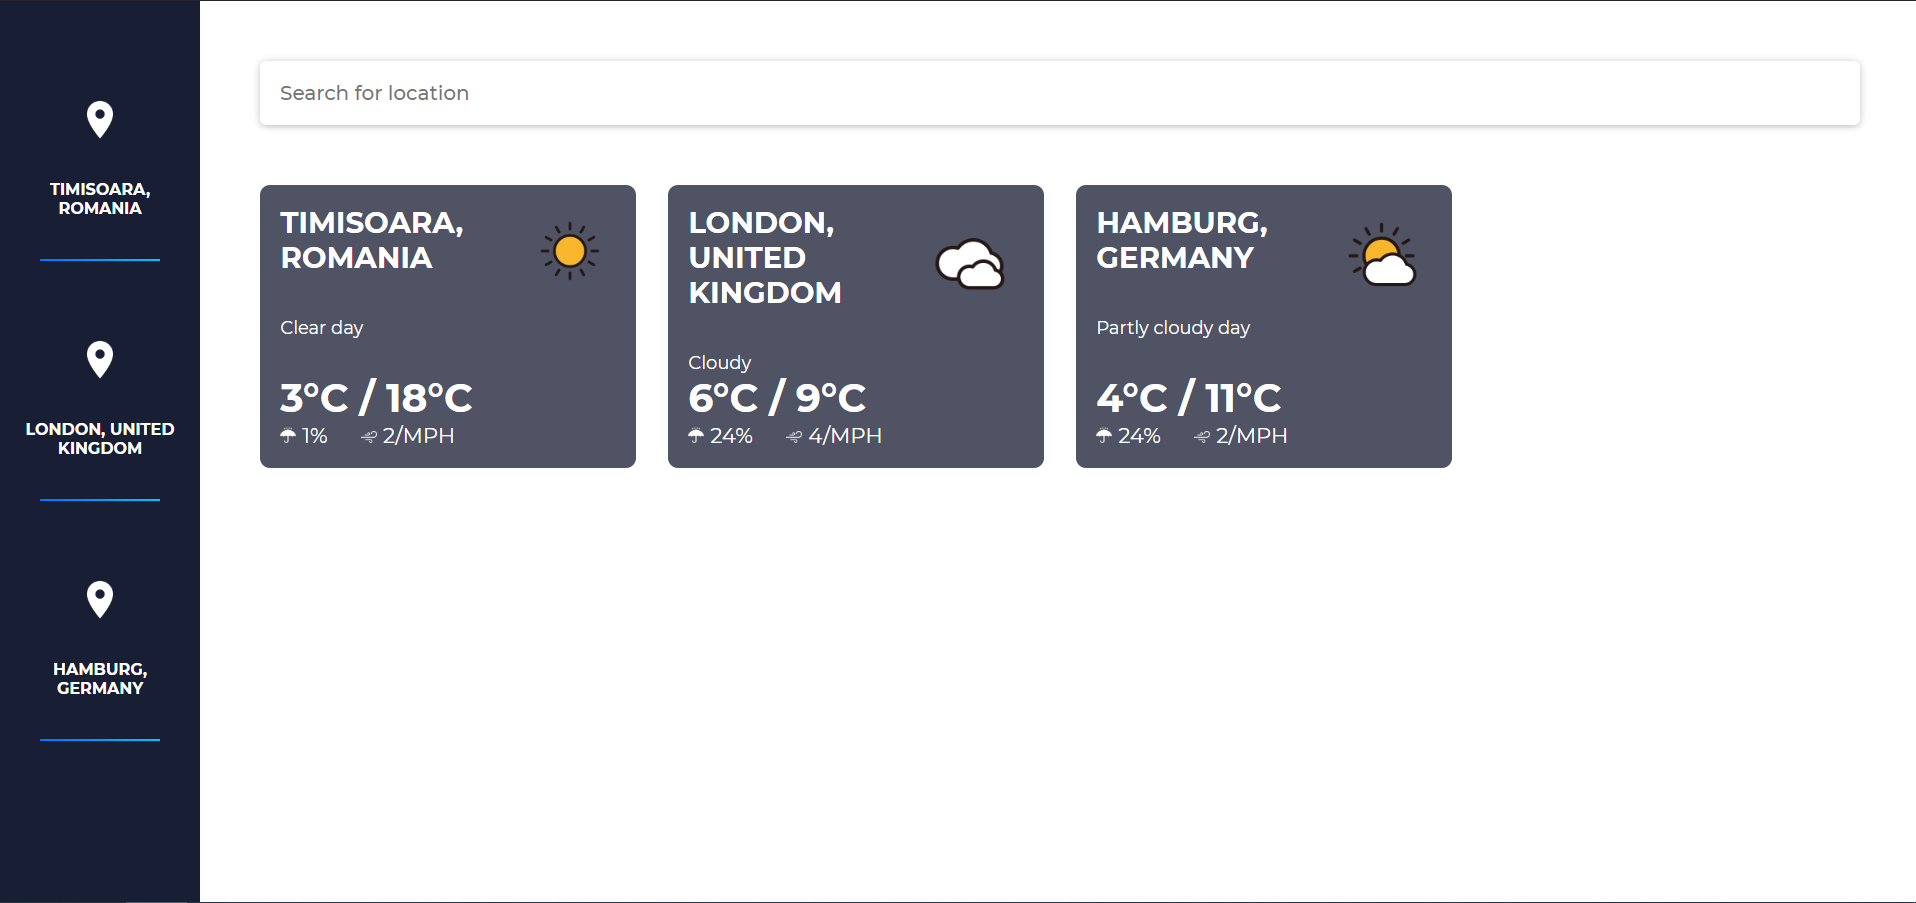 TIMISOARA,
ROMANIA
LONDON, UNITED
KINGDOM
HAMBURG,
GERMANY
Search for location
TIMISOARA,
ROMANIA
Clear day
3°C / 18°C
1% 2/MPH
LONDON,
UNITED
KINGDOM
Cloudy
6°C / 9°C
24% 4/MPH
HAMBURG,
GERMANY
Partly cloudy day
4°C / 11°C
24% 2/MPH